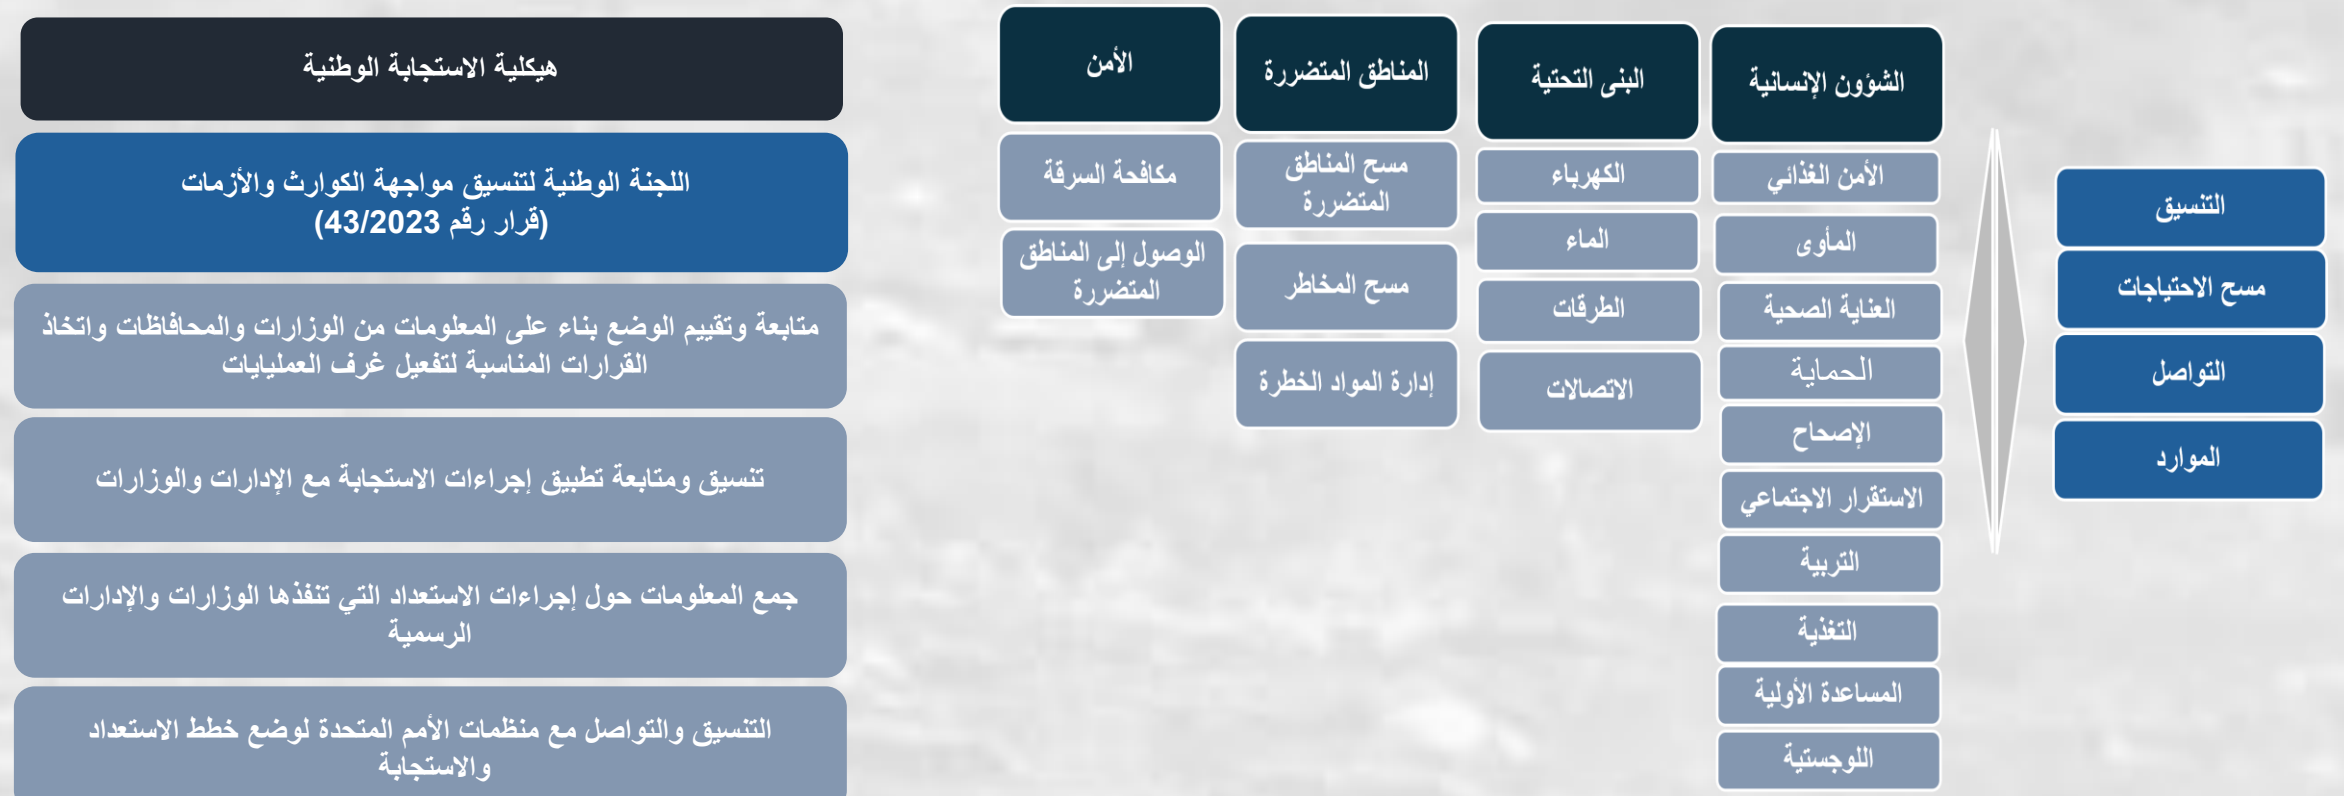 التنسيق
مسح الاحتياجات
التواصل
الموارد
الشؤون الإنسانية
الأمن الغذائي
المأوى
العناية الصحية
الحماية
الإصحاح
الاستقرار الاجتماعي
التربية
التغذية
المساعدة الأولية
اللوجستية
البنى التحتية
الكهرباء
الماء
الطرقات
الاتصالات
المناطق المتضررة
مسح المناطق
المتضررة
مسح المخاطر
إدارة المواد الخطرة
الأمن
مكافحة السرقة
الوصول إلى المناطق
المتضررة
هيكلية الاستجابة الوطنية
اللجنة الوطنية لتنسيق مواجهة الكوارث والأزمات
(قرار رقم 43/2023)
متابعة وتقييم الوضع بناء على المعلومات من الوزارات والمحافظات واتخاذ
القرارات المناسبة لتفعيل غرف العمليايات
تنسيق ومتابعة تطبيق إجراءات الاستجابة مع الإدارات والوزارات
جمع المعلومات حول إجراءات الاستعداد التي تنفذها الوزارات والإدارات
الرسمية
التنسيق والتواصل مع منظمات الأمم المتحدة لوضع خطط الاستعداد
والاستجابة